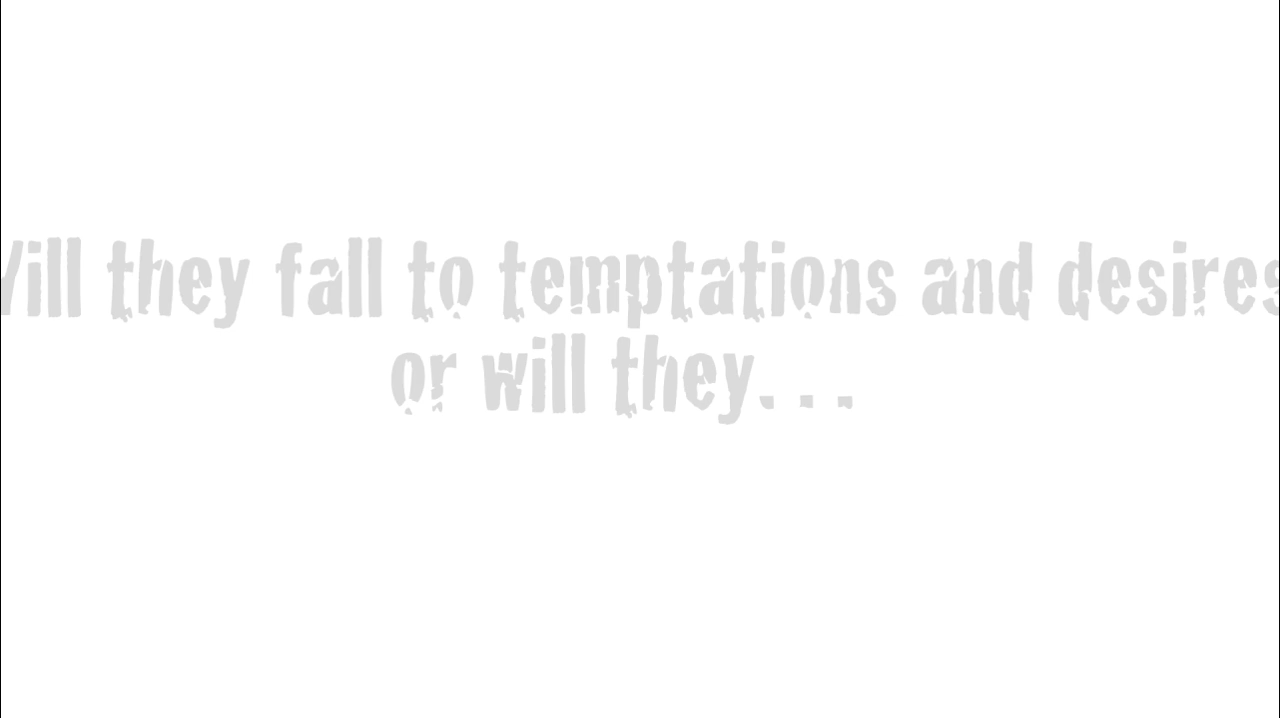 Will they fall to temptations and desires
or will they...